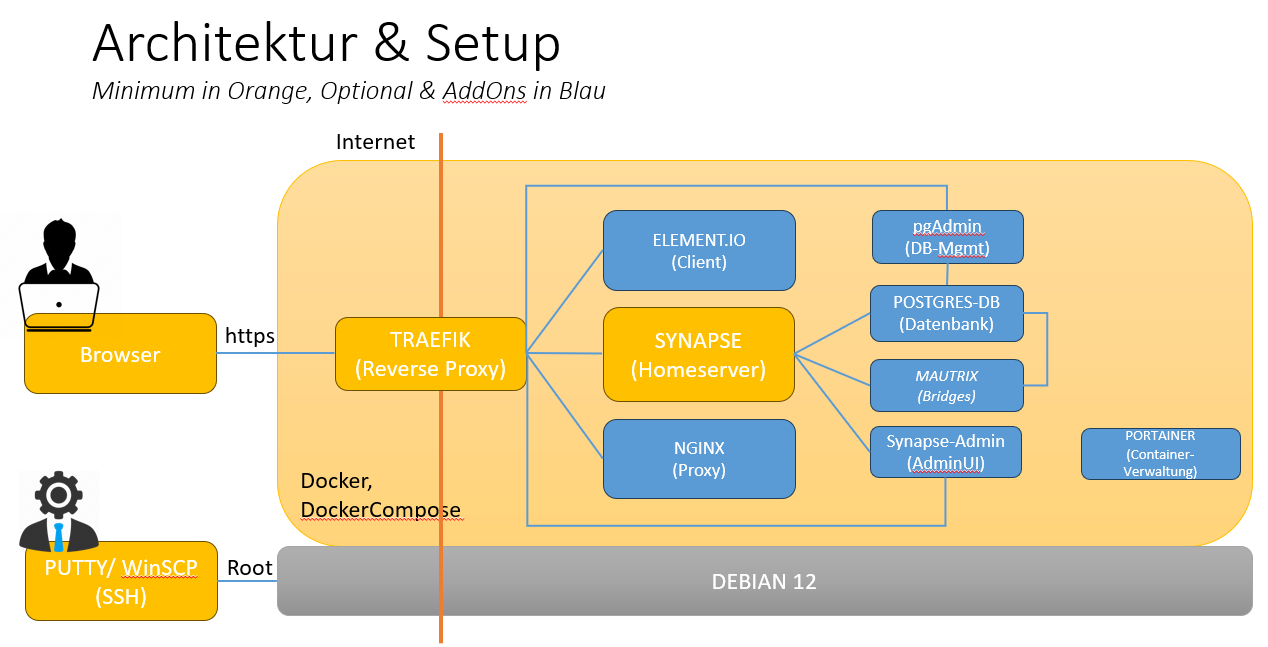 Architektur & Setup
Minimum in Orange, Optional & AddOns in Blau
Internet
Browser
https
TRAEFIK
(Reverse Proxy)
ELEMENT.IO
(Client)
SYNAPSE
(Homeserver)
NGINX
(Proxy)
pgAdmin
(DB-Mgmt)
POSTGRES-DB
(Datenbank)
MAUTRIX
(Bridges)
Synapse-Admin
(AdminUI)
PORTAINER
(Container-
Verwaltung)
Docker,
DockerCompose
PUTTY/ WinSCP
(SSH)
Root
DEBIAN 12